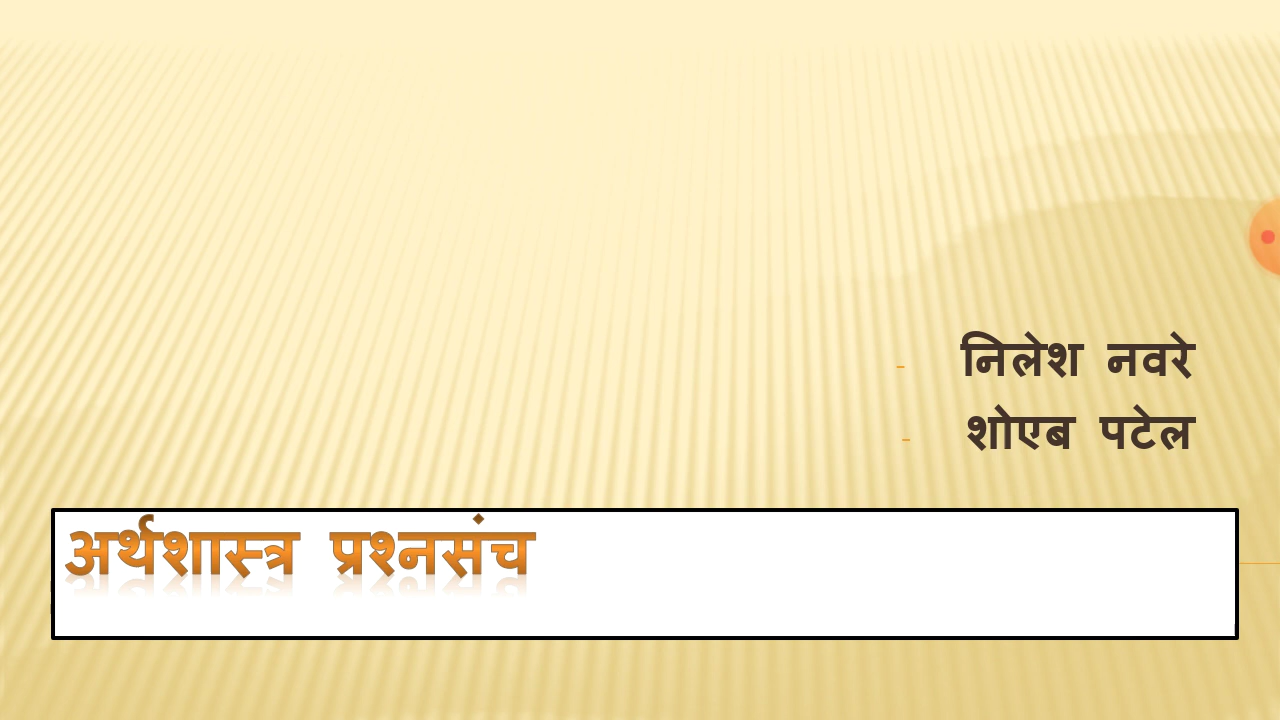 - निलेश नवरे
- शोएब पटेल
अर्थशास्त्र प्रश्नसंच